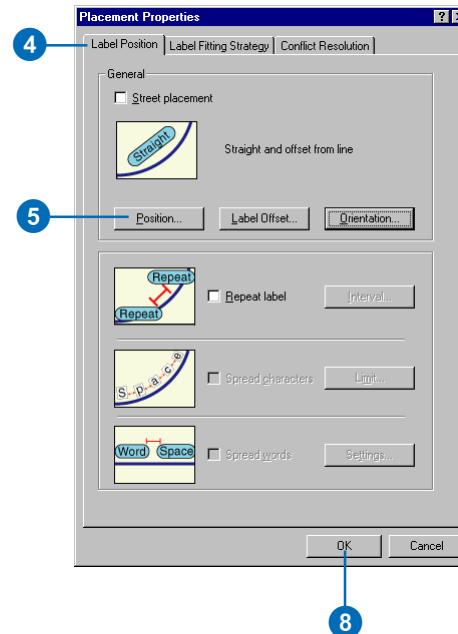 Placement Properties
4
Label Position
Label Fitting Strategy
Conflict Resolution
General
Street placement
Straight
Straight and offset from line
5
Position...
Label Offset...
Orientation...
Repeat
Repeat
Repeat label
Interval...
Space
Spread characters
Limit...
Word Space
Spread words
Settings...
OK
Cancel
8